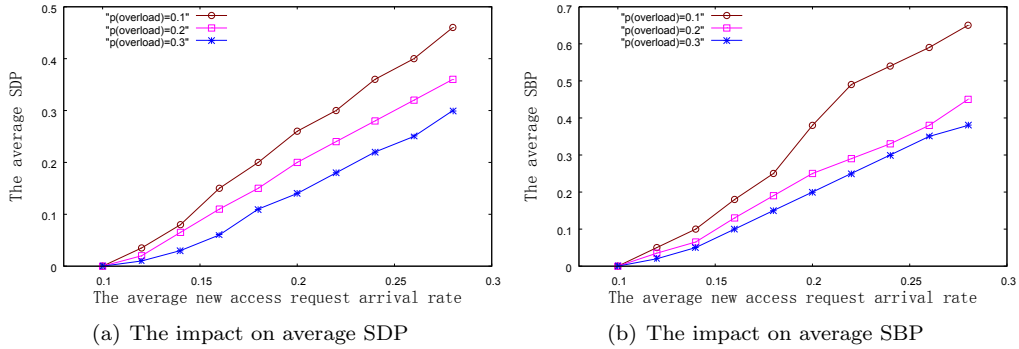 "p(overload)=0.1"
"p(overload)=0.2"
"p(overload)=0.3"
The average SDP
0.5
0.4
0.3
0.2
0.1
0
0.1 0.15 0.2 0.25 0.3
The average new access request arrival rate
(a) The impact on average SDP
"p(overload)=0.1"
"p(overload)=0.2"
"p(overload)=0.3"
The average SBP
0.7
0.6
0.5
0.4
0.3
0.2
0.1
0
0.1 0.15 0.2 0.25 0.3
The average new access request arrival rate
(b) The impact on average SBP